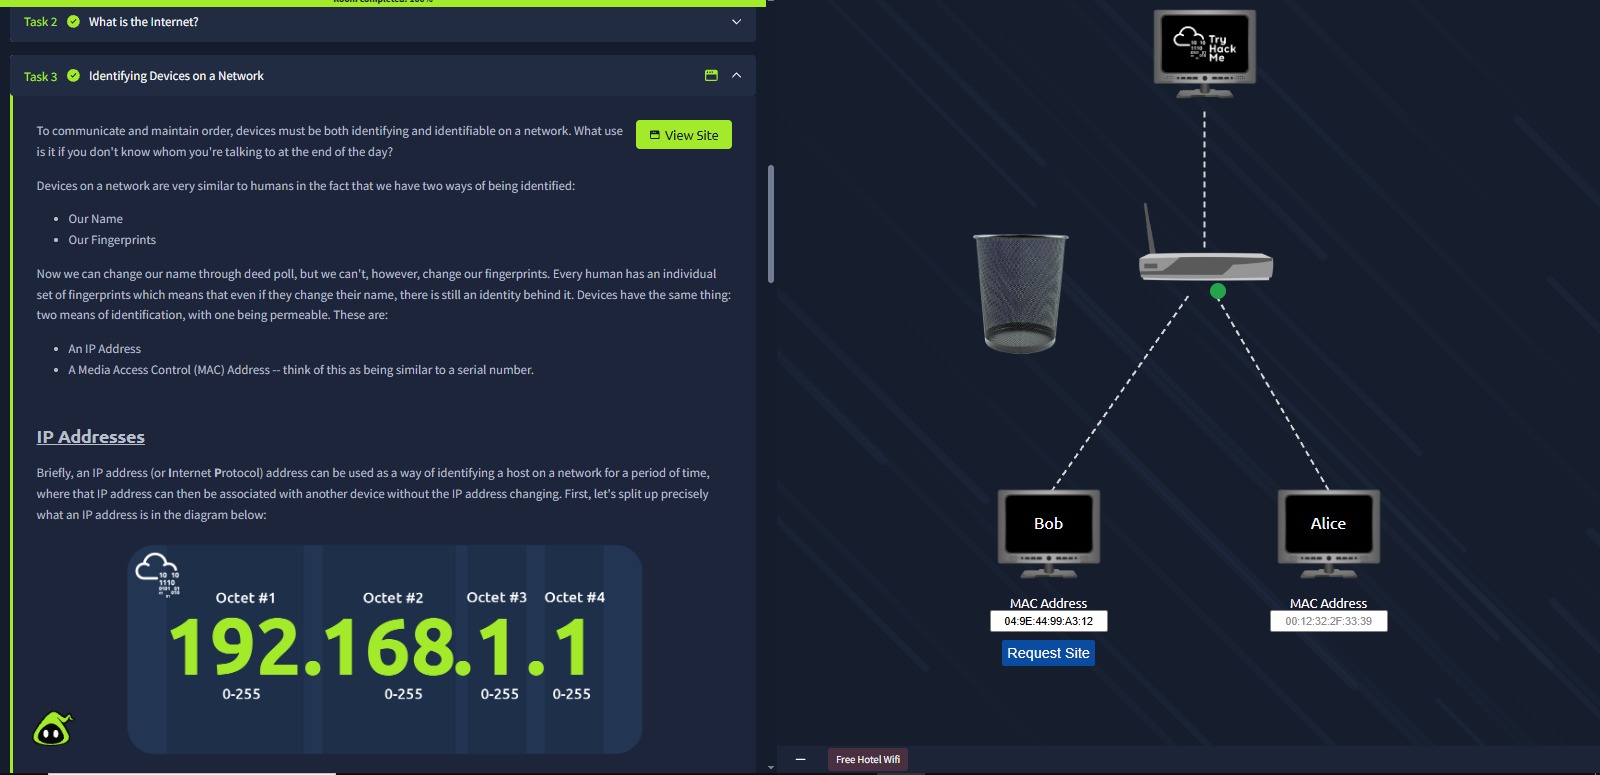 Room completed: 100%
Task 2 What is the Internet?
Task 3 Identifying Devices on a Network
To communicate and maintain order, devices must be both identifying and identifiable on a network. What use
is it if you don't know whom you're talking to at the end of the day?
View Site
Devices on a network are very similar to humans in the fact that we have two ways of being identified:
• Our Name
• Our Fingerprints
Now we can change our name through deed poll, but we can't, however, change our fingerprints. Every human has an individual
set of fingerprints which means that even if they change their name, there is still an identity behind it. Devices have the same thing:
two means of identification, with one being permeable. These are:
• An IP Address
• A Media Access Control (MAC) Address -- think of this as being similar to a serial number.
IP Addresses
Briefly, an IP address (or Internet Protocol) address can be used as a way of identifying a host on a network for a period of time,
where that IP address can then be associated with another device without the IP address changing. First, let's split up precisely
what an IP address is in the diagram below:
10 10
1110
Octet #1 Octet #2 Octet #3 Octet #4
192.168.1.1
0-255 0-255 0-255 0-255
Try
Hack
Me
Bob
Alice
MAC Address
04:9E:44:99:A3:12
Request Site
MAC Address
00:12:32:2F:33:39
Free Hotel Wifi